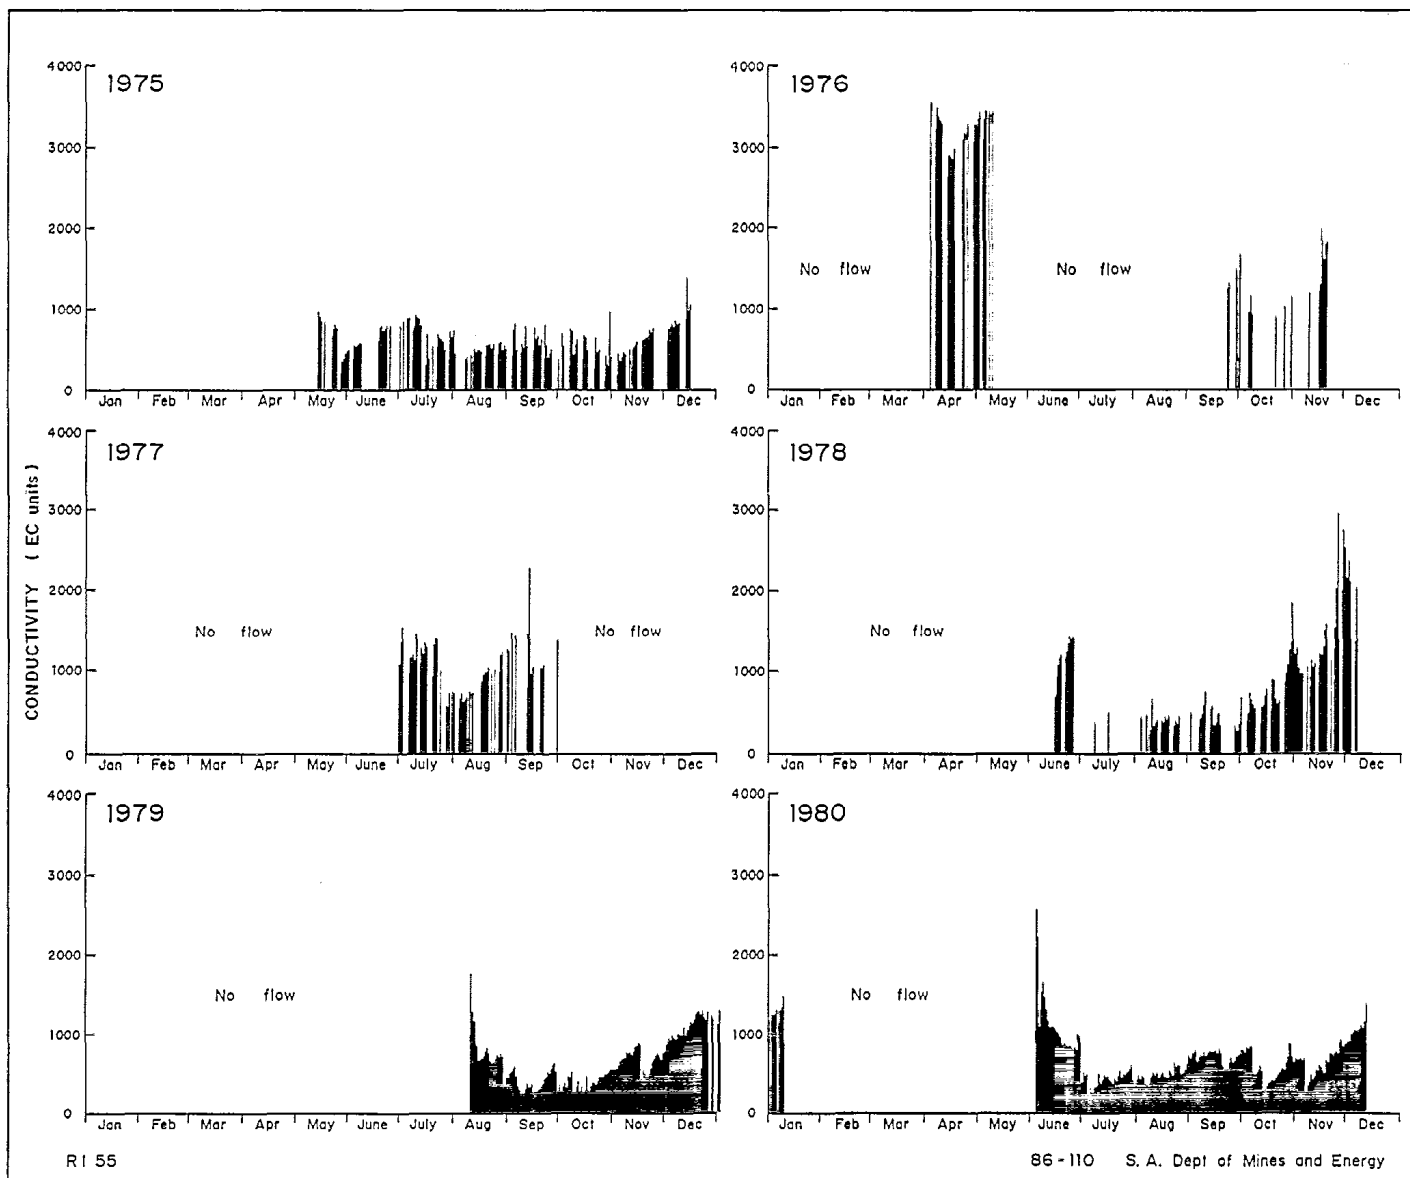 CONDUCTIVITY ( EC units )
1975
4000
3000
2000
1000
0
Jan Feb Mar Apr May June July Aug Sep Oct Nov Dec
1976
4000
3000
2000
1000
0
No flow
No flow
Jan Feb Mar Apr May June July Aug Sep Oct Nov Dec
1977
4000
3000
2000
1000
0
No flow
No flow
Jan Feb Mar Apr May June July Aug Sep Oct Nov Dec
1978
4000
3000
2000
1000
0
No flow
Jan Feb Mar Apr May June July Aug Sep Oct Nov Dec
1979
4000
3000
2000
1000
0
No flow
Jan Feb Mar Apr May June July Aug Sep Oct Nov Dec
1980
4000
3000
2000
1000
0
No flow
Jan Feb Mar Apr May June July Aug Sep Oct Nov Dec
RI 55
86-110 S. A. Dept of Mines and Energy